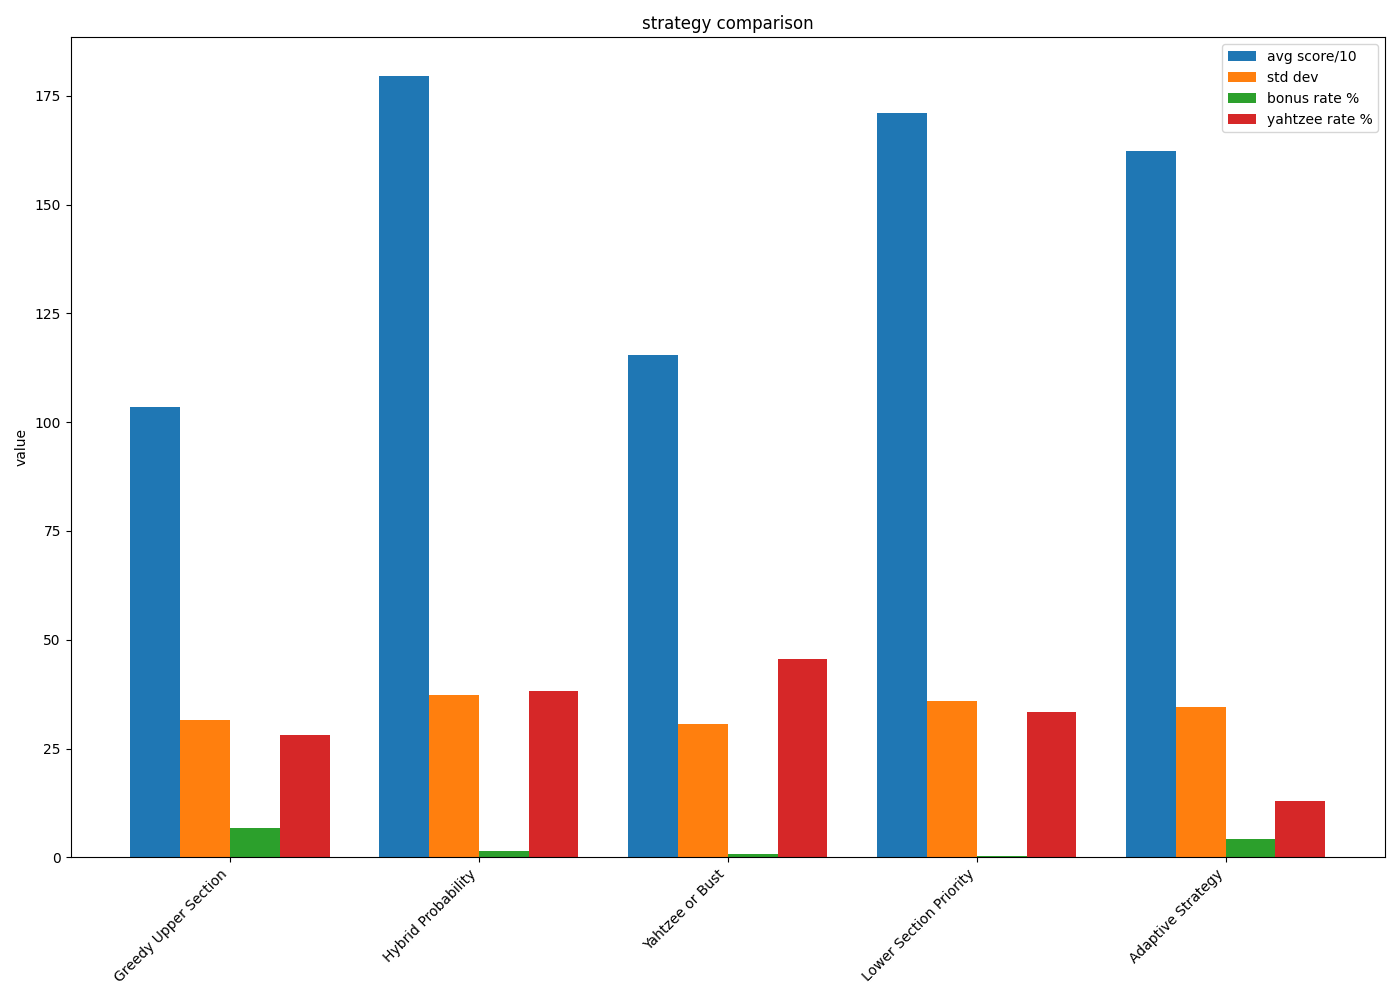 strategy comparison
avg score/10
std dev
bonus rate %
yahtzee rate %
175
150
125
100
75
50
25
0
value
Greedy Upper Section
Hybrid Probability
Yahtzee or Bust
Lower Section Priority
Adaptive Strategy